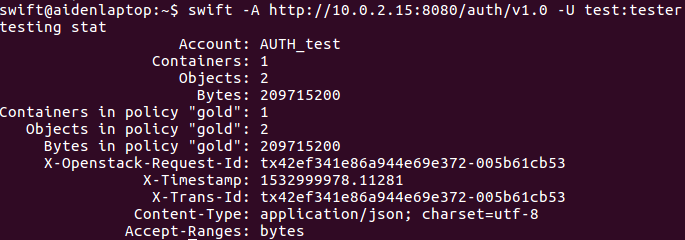 swift@aidenlaptop:~$ swift -A http://10.0.2.15:8080/auth/v1.0 -U test:tester
testing stat
Account: AUTH_test
Containers: 1
Objects: 2
Bytes: 209715200
Containers in policy "gold": 1
Objects in policy "gold": 2
Bytes in policy "gold": 209715200
X-Openstack-Request-Id: tx42ef341e86a944e69e372-005b61cb53
X-Timestamp: 1532999978.11281
X-Trans-Id: tx42ef341e86a944e69e372-005b61cb53
Content-Type: application/json; charset=utf-8
Accept-Ranges: bytes